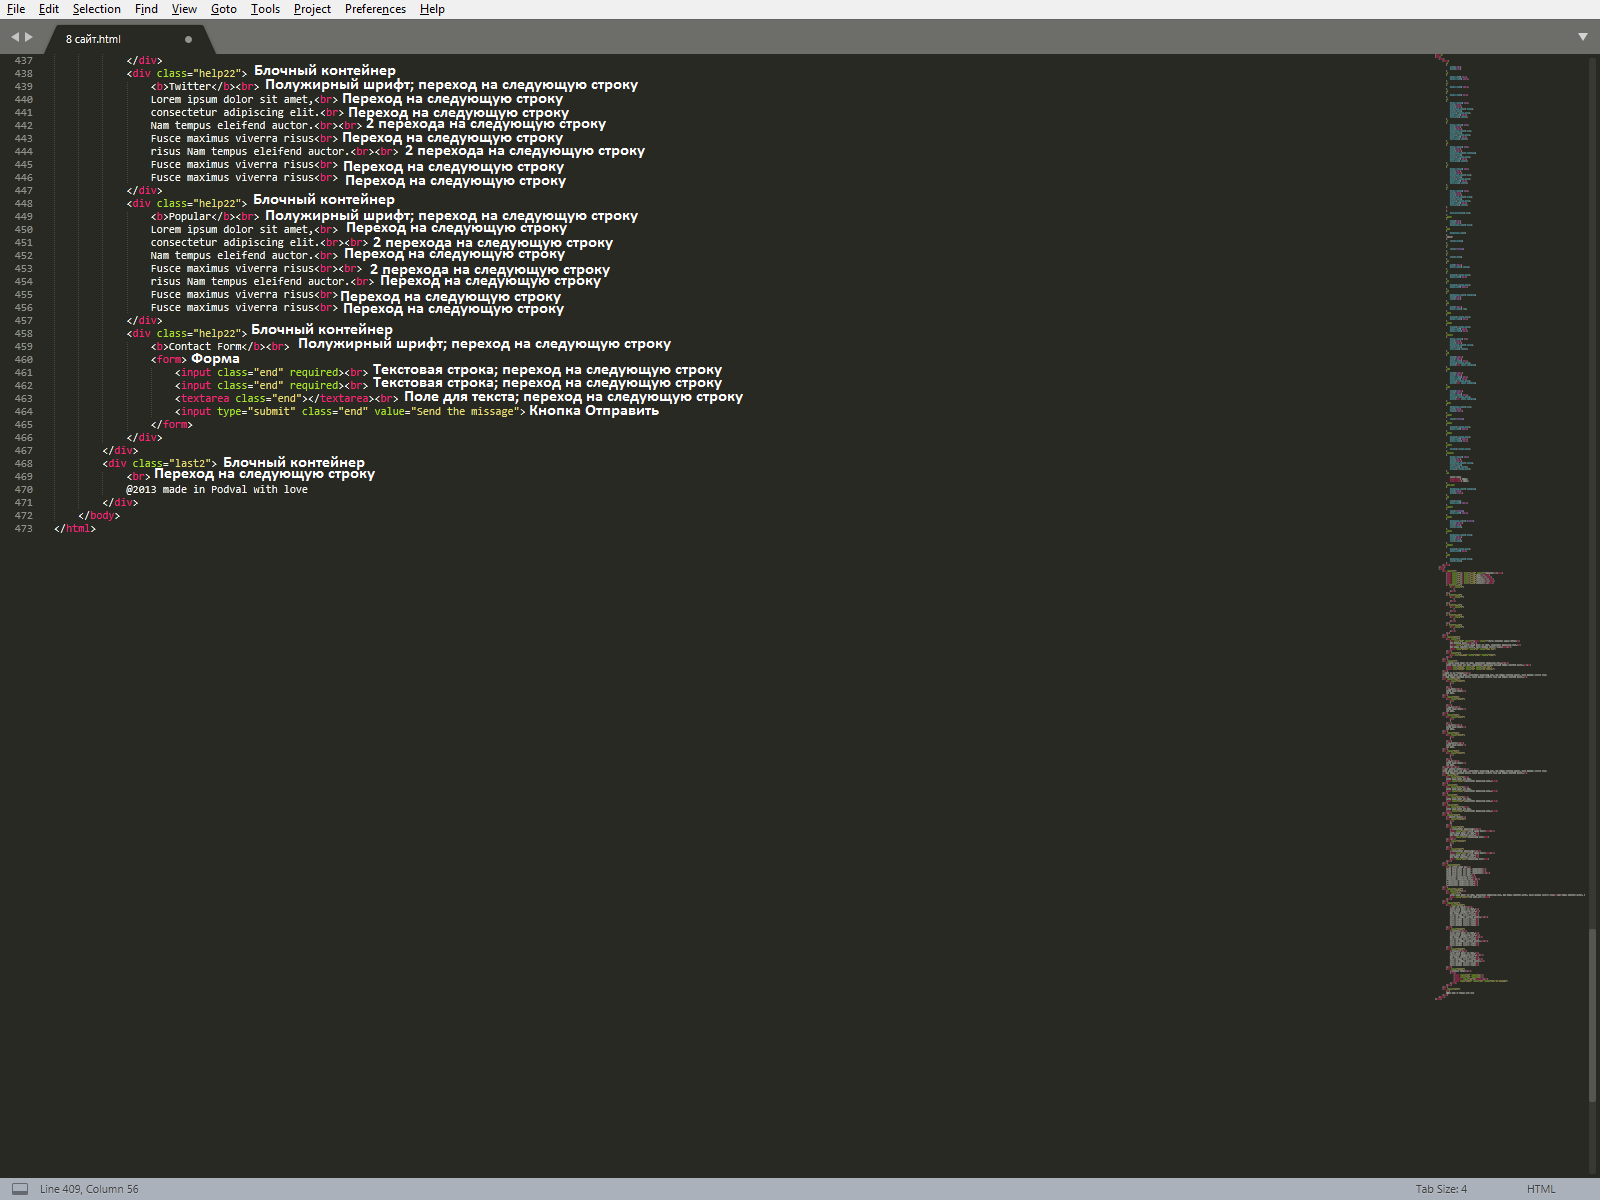 File Edit Selection Find View Goto Tools Project Preferences Help
8 сайт.html
437 </div>
438 <div class="help22"> Блочный контейнер
439 <b>Twitter</b><br> Полужирный шрифт; переход на следующую строку
440 Lorem ipsum dolor sit amet,<br> Переход на следующую строку
441 consectetur adipiscing elit.<br> Переход на следующую строку
442 Nam tempus eleifend auctor.<br><br> 2 перехода на следующую строку
443 Fusce maximus viverra risus<br> Переход на следующую строку
444 risus Nam tempus eleifend auctor.<br><br> 2 перехода на следующую строку
445 Fusce maximus viverra risus<br> Переход на следующую строку
446 Fusce maximus viverra risus<br> Переход на следующую строку
447 </div>
448 <div class="help22"> Блочный контейнер
449 <b>Popular</b><br> Полужирный шрифт; переход на следующую строку
450 Lorem ipsum dolor sit amet,<br> Переход на следующую строку
451 consectetur adipiscing elit.<br><br> 2 перехода на следующую строку
452 Nam tempus eleifend auctor.<br> Переход на следующую строку
453 Fusce maximus viverra risus<br><br> 2 перехода на следующую строку
454 risus Nam tempus eleifend auctor.<br> Переход на следующую строку
455 Fusce maximus viverra risus<br> Переход на следующую строку
456 Fusce maximus viverra risus<br> Переход на следующую строку
457 </div>
458 <div class="help22"> Блочный контейнер
459 <b>Contact Form</b><br> Полужирный шрифт; переход на следующую строку
460 <form> Форма
461 <input class="end" required><br> Текстовая строка; переход на следующую строку
462 <input class="end" required><br> Текстовая строка; переход на следующую строку
463 <textarea class="end"></textarea><br> Поле для текста; переход на следующую строку
464 <input type="submit" class="end" value="Send the missage"> Кнопка Отправить
465 </form>
466 </div>
467 </div>
468 <div class="last2"> Блочный контейнер
469 <br> Переход на следующую строку
470 @2013 made in Podval with love
471 </div>
472 </body>
473 </html>
Line 409, Column 56 Tab Size: 4 HTML